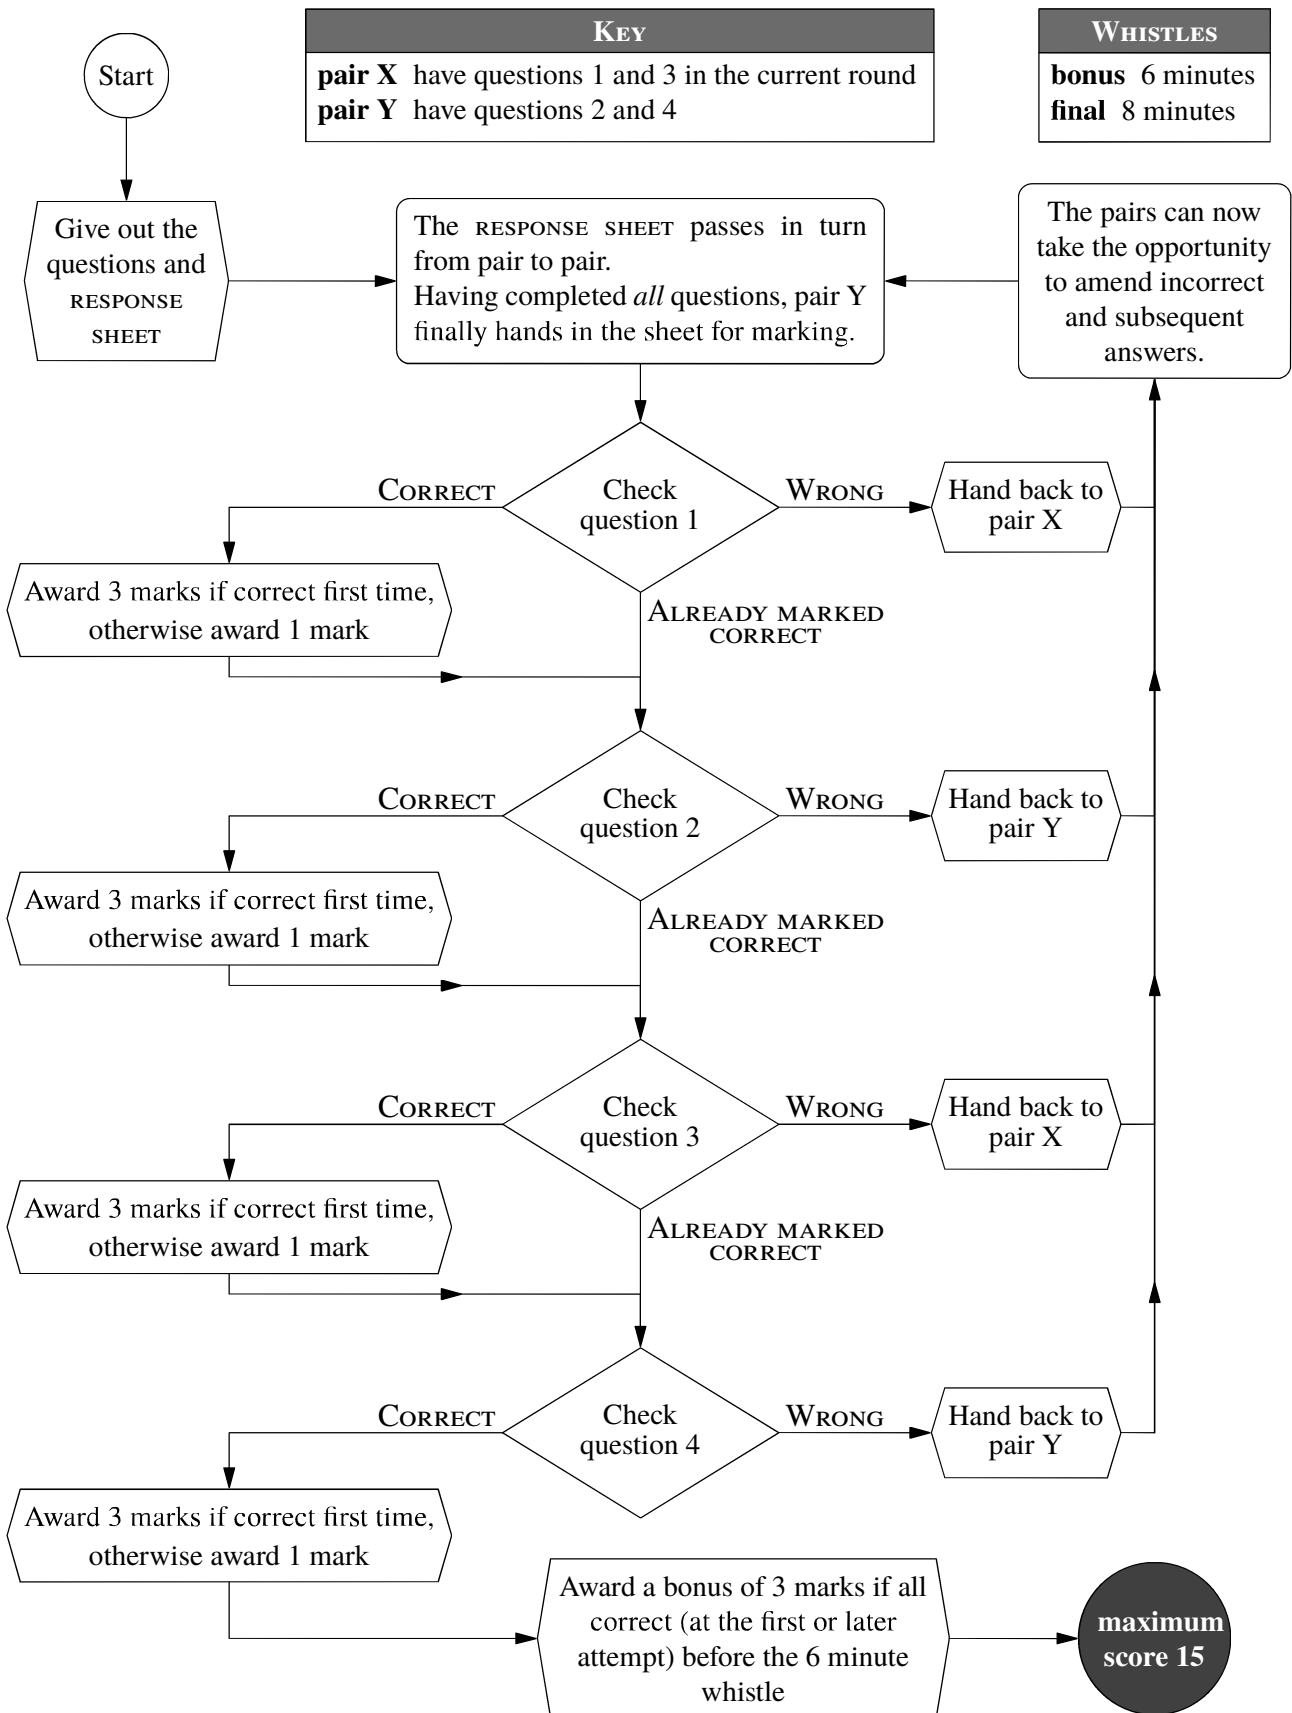 Start
KEY
pair X have questions 1 and 3 in the current round
pair Y have questions 2 and 4
WHISTLES
bonus 6 minutes
final 8 minutes
Give out the
questions and
RESPONSE
SHEET
The RESPONSE SHEET passes in turn
from pair to pair.
Having completed all questions, pair Y
finally hands in the sheet for marking.
The pairs can now
take the opportunity
to amend incorrect
and subsequent
answers.
CORRECT
Check
question 1
WRONG
Hand back to
pair X
Award 3 marks if correct first time,
otherwise award 1 mark
ALREADY MARKED
CORRECT
CORRECT
Check
question 2
WRONG
Hand back to
pair Y
Award 3 marks if correct first time,
otherwise award 1 mark
ALREADY MARKED
CORRECT
CORRECT
Check
question 3
WRONG
Hand back to
pair X
Award 3 marks if correct first time,
otherwise award 1 mark
ALREADY MARKED
CORRECT
CORRECT
Check
question 4
WRONG
Hand back to
pair Y
Award 3 marks if correct first time,
otherwise award 1 mark
Award a bonus of 3 marks if all
correct (at the first or later
attempt) before the 6 minute
whistle
maximum
score 15